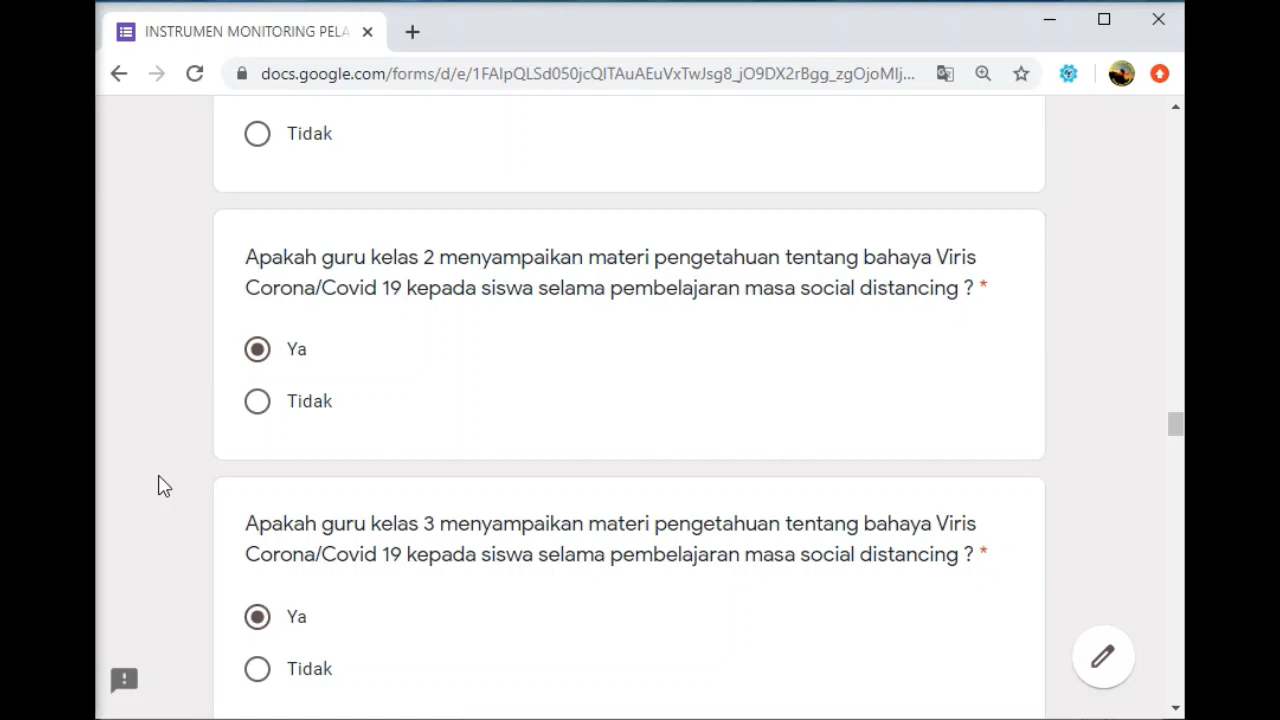 INSTRUMEN MONITORING PELA
docs.google.com/forms/d/e/1FAIpQLSd050jcQITAuAEuVxTwJsg8_jO9DX2rBgg_zgOjoMIj...
Tidak
Apakah guru kelas 2 menyampaikan materi pengetahuan tentang bahaya Viris
Corona/Covid 19 kepada siswa selama pembelajaran masa social distancing ? *
Ya
Tidak
Apakah guru kelas 3 menyampaikan materi pengetahuan tentang bahaya Viris
Corona/Covid 19 kepada siswa selama pembelajaran masa social distancing ? *
Ya
Tidak